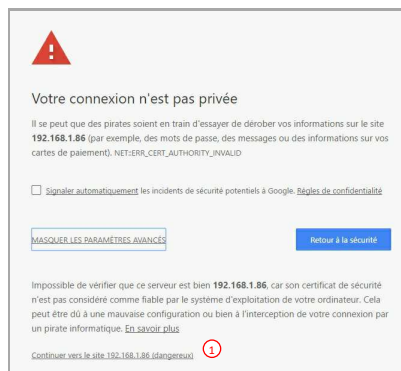 Votre connexion n'est pas privée
Il se peut que des pirates soient en train d'essayer de dérober vos informations sur le site
192.168.1.86 (par exemple, des mots de passe, des messages ou des informations sur vos
cartes de paiement). NET::ERR_CERT_AUTHORITY_INVALID
Signaler automatiquement les incidents de sécurité potentiels à Google. Règles de confidentialité
MASQUER LES PARAMÈTRES AVANCÉS
Retour à la sécurité
Impossible de vérifier que ce serveur est bien 192.168.1.86, car son certificat de sécurité
n'est pas considéré comme fiable par le système d'exploitation de votre ordinateur. Cela
peut être dû à une mauvaise configuration ou bien à l'interception de votre connexion par
un pirate informatique. En savoir plus
Continuer vers le site 192.168.1.86 (dangereux) 1